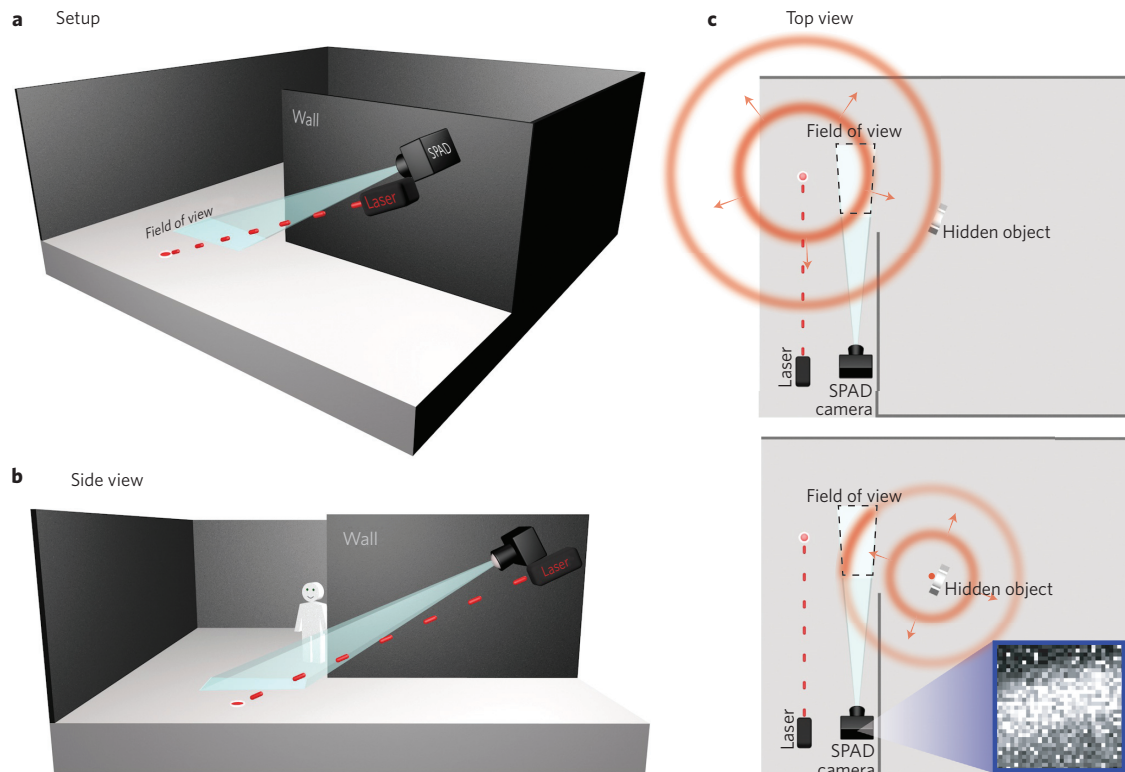 a Setup
Wall
SPAD
Laser
Field of view
b Side view
Wall
Laser
c Top view
Field of view
Hidden object
Laser
SPAD
camera
Field of view
Hidden object
Laser
SPAD
camera